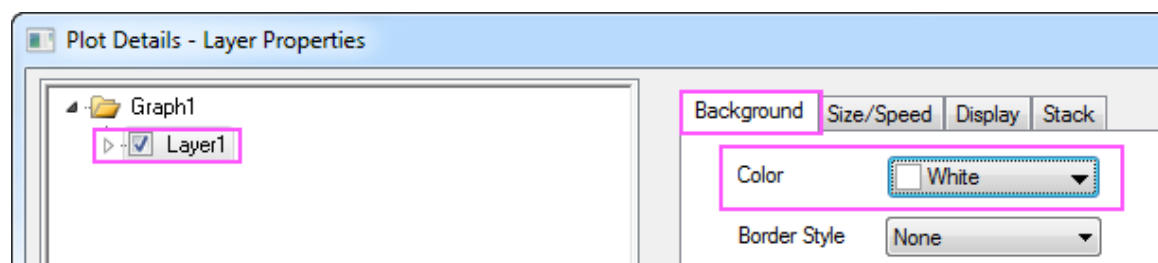 Plot Details - Layer Properties
Graph1
Layer1
Background Size/Speed Display Stack
Color White
Border Style None